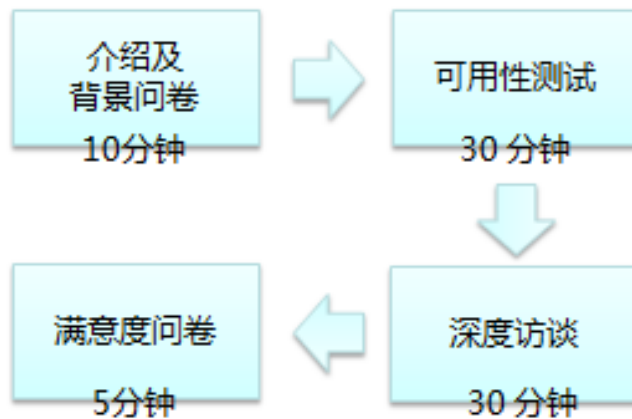 介绍及
背景问卷
10分钟
可用性测试
30 分钟
深度访谈
30 分钟
满意度问卷
5分钟